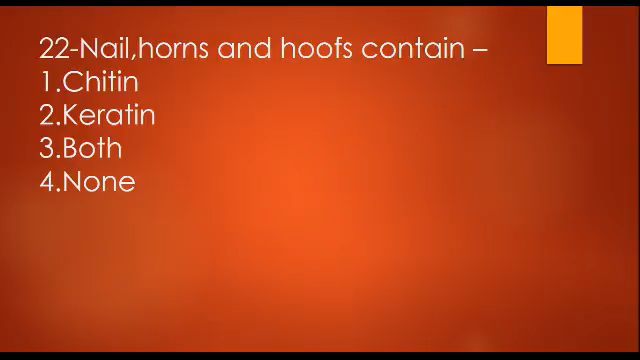 22-Nail,horns and hoofs contain –
1.Chitin
2.Keratin
3.Both
4.None